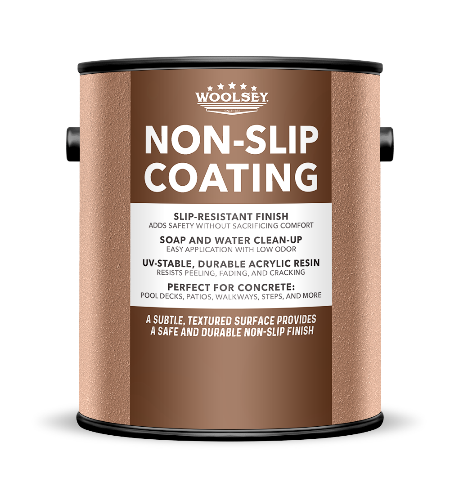 WOOLSEY
NON-SLIP
COATING
SLIP-RESISTANT FINISH
ADDS SAFETY WITHOUT SACRIFICING COMFORT
SOAP AND WATER CLEAN-UP
EASY APPLICATION WITH LOW ODOR
UV-STABLE, DURABLE ACRYLIC RESIN
RESISTS PEELING, FADING, AND CRACKING
PERFECT FOR CONCRETE:
POOL DECKS, PATIOS, WALKWAYS, STEPS, AND MORE
A SUBTLE, TEXTURED SURFACE PROVIDES
A SAFE AND DURABLE NON-SLIP FINISH